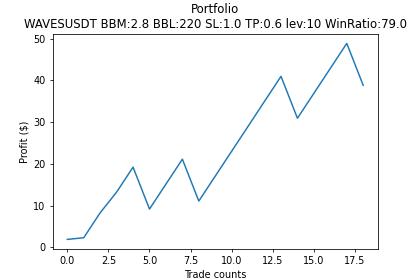 Portfolio
WAVESUSDT BBM:2.8 BBL:220 SL:1.0 TP:0.6 lev:10 WinRatio:79.0
50
40
30
20
10
0
Profit ($)
0.0 2.5 5.0 7.5 10.0 12.5 15.0 17.5
Trade counts